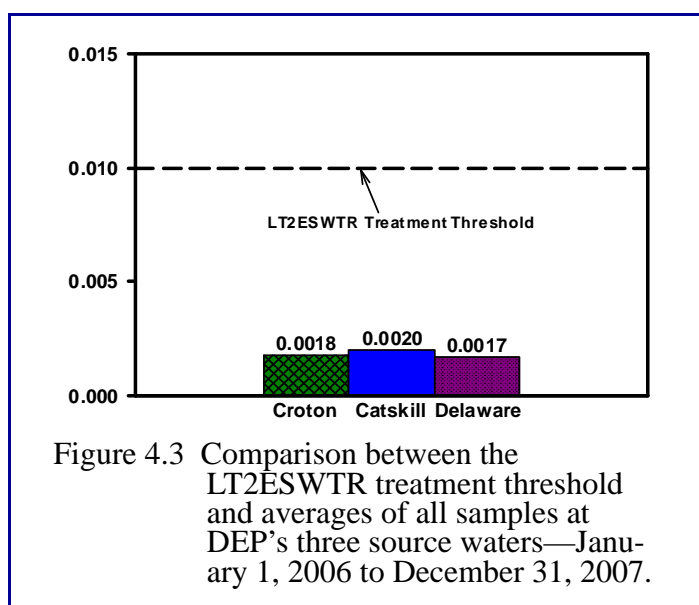 0.015
0.010
LT2ESWTR Treatment Threshold
0.005
0.0018 0.0020 0.0017
0.000
Croton Catskill Delaware
Figure 4.3 Comparison between the
LT2ESWTR treatment threshold
and averages of all samples at
DEP's three source waters—Janu-
ary 1, 2006 to December 31, 2007.